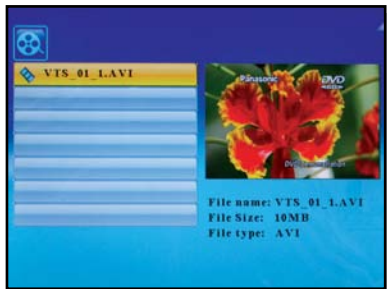 VTS_01_1.AVI
Panasonic
DVD
File name: VTS_01_1.AVI
File Size: 10MB
File type: AVI